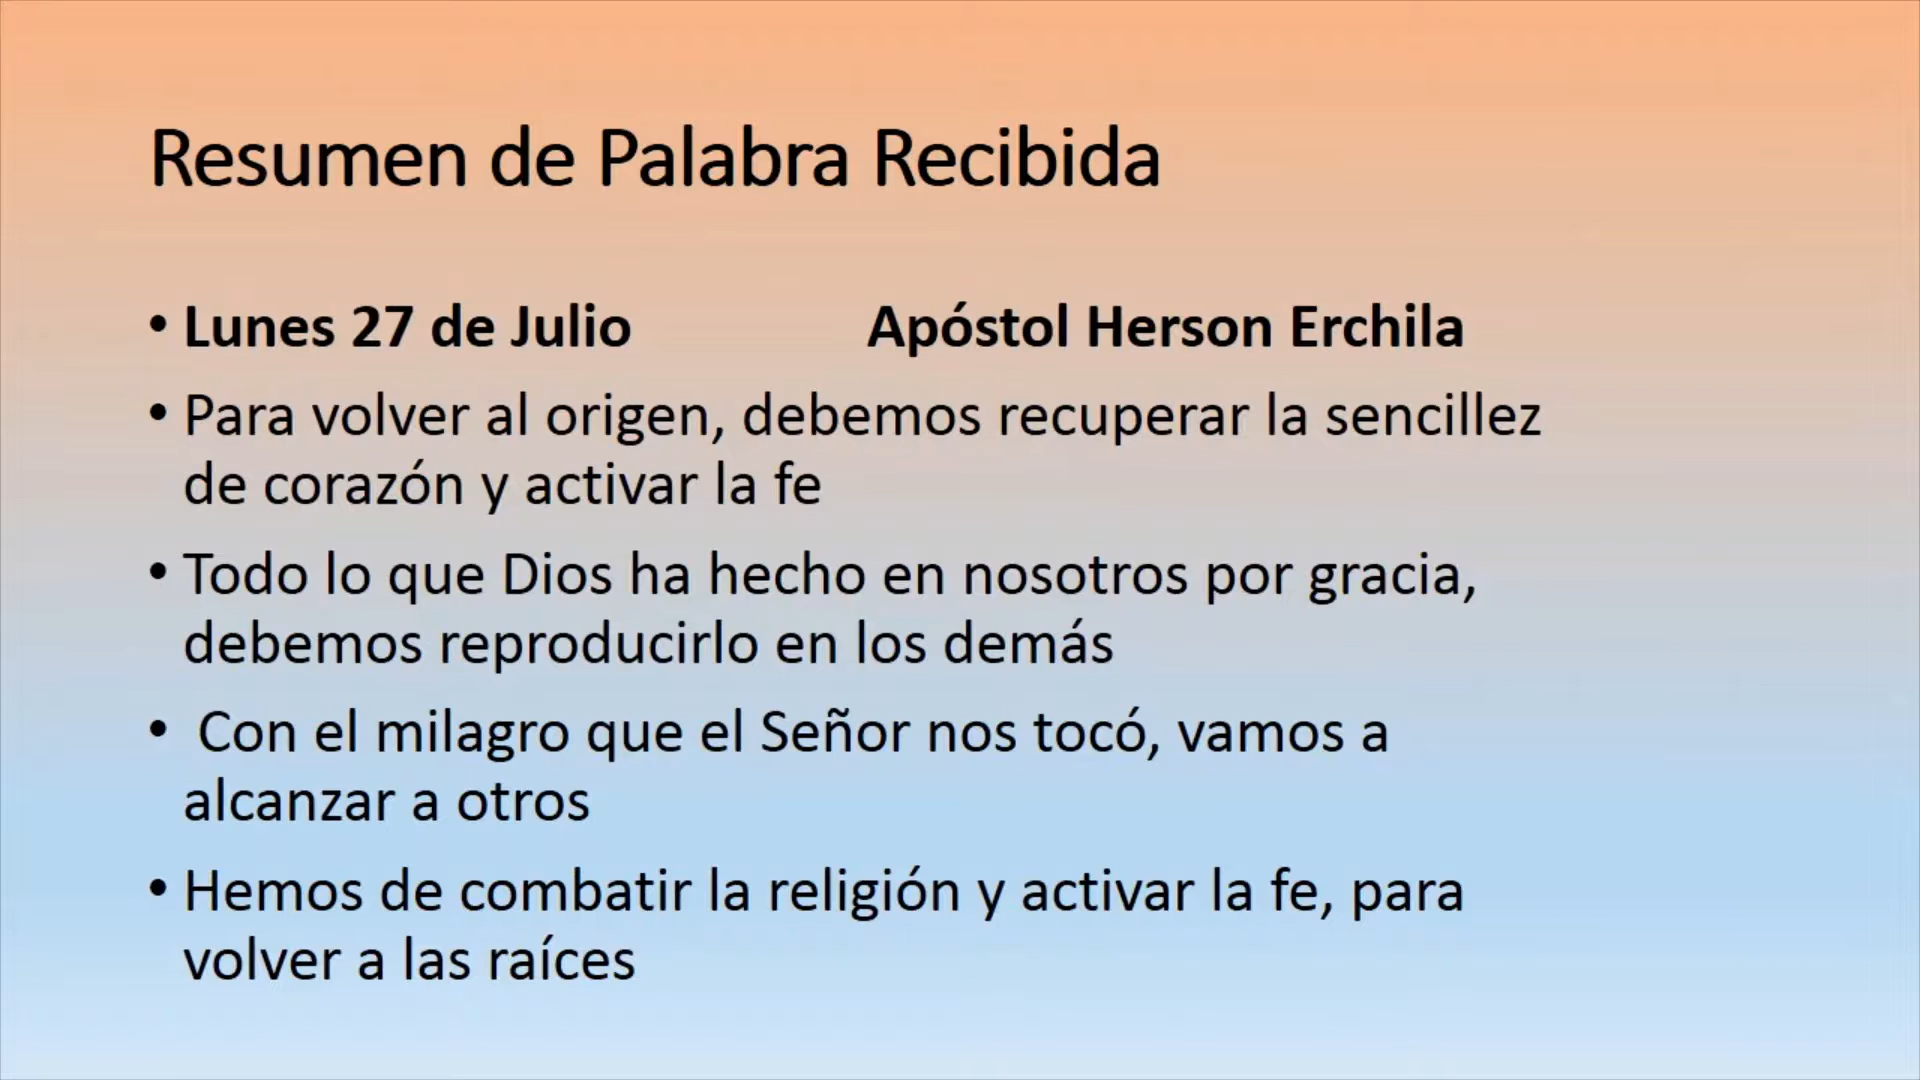 Resumen de Palabra Recibida
• Lunes 27 de Julio Apóstol Herson Erchila
• Para volver al origen, debemos recuperar la sencillez
de corazón y activar la fe
• Todo lo que Dios ha hecho en nosotros por gracia,
debemos reproducirlo en los demás
• Con el milagro que el Señor nos tocó, vamos a
alcanzar a otros
• Hemos de combatir la religión y activar la fe, para
volver a las raíces